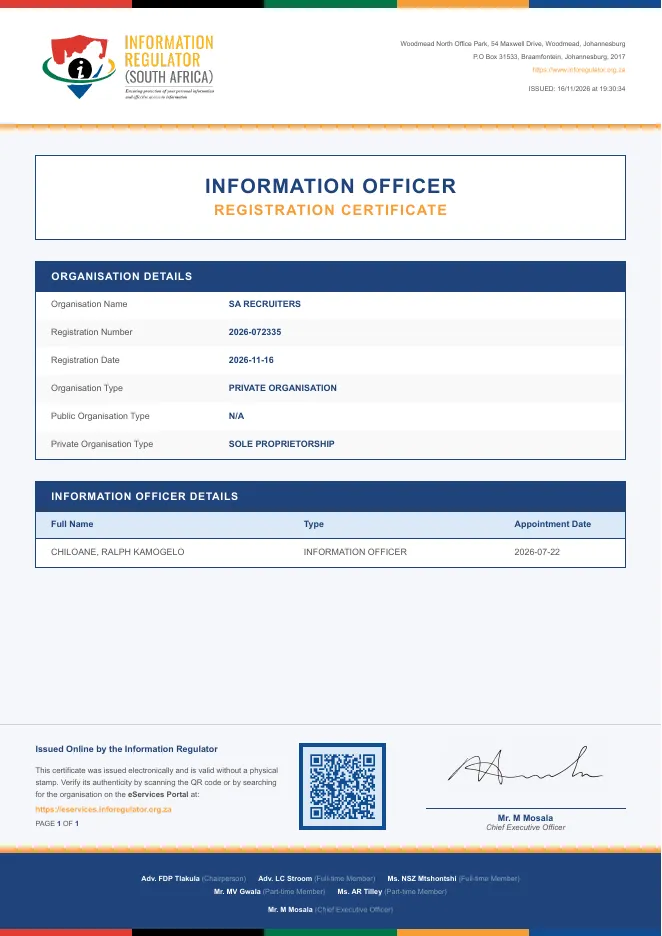 INFORMATION
REGULATOR
(SOUTH AFRICA)
Ensuring protection of your personal information
and effective access to information
Woodmead North Office Park, 54 Maxwell Drive, Woodmead, Johannesburg
P.O Box 31533, Braamfontein, Johannesburg, 2017
https://www.inforegulator.org.za
ISSUED: 16/11/2026 at 19:30:34
INFORMATION OFFICER
REGISTRATION CERTIFICATE
ORGANISATION DETAILS
Organisation Name SA RECRUITERS
Registration Number 2026-072335
Registration Date 2026-11-16
Organisation Type PRIVATE ORGANISATION
Public Organisation Type N/A
Private Organisation Type SOLE PROPRIETORSHIP
INFORMATION OFFICER DETAILS
Full Name Type Appointment Date
CHILOANE, RALPH KAMOGELO INFORMATION OFFICER 2026-07-22
Issued Online by the Information Regulator
This certificate was issued electronically and is valid without a physical
stamp. Verify its authenticity by scanning the QR code or by searching
for the organisation on the eServices Portal at:
https://eservices.inforegulator.org.za
PAGE 1 OF 1
Mr. M Mosala
Chief Executive Officer
Adv. FDP Tlakula (Chairperson) Adv. LC Stroom (Full-time Member) Ms. NSZ Mtshontshi (Full-time Member)
Mr. MV Gwala (Part-time Member) Ms. AR Tilley (Part-time Member)
Mr. M Mosala (Chief Executive Officer)